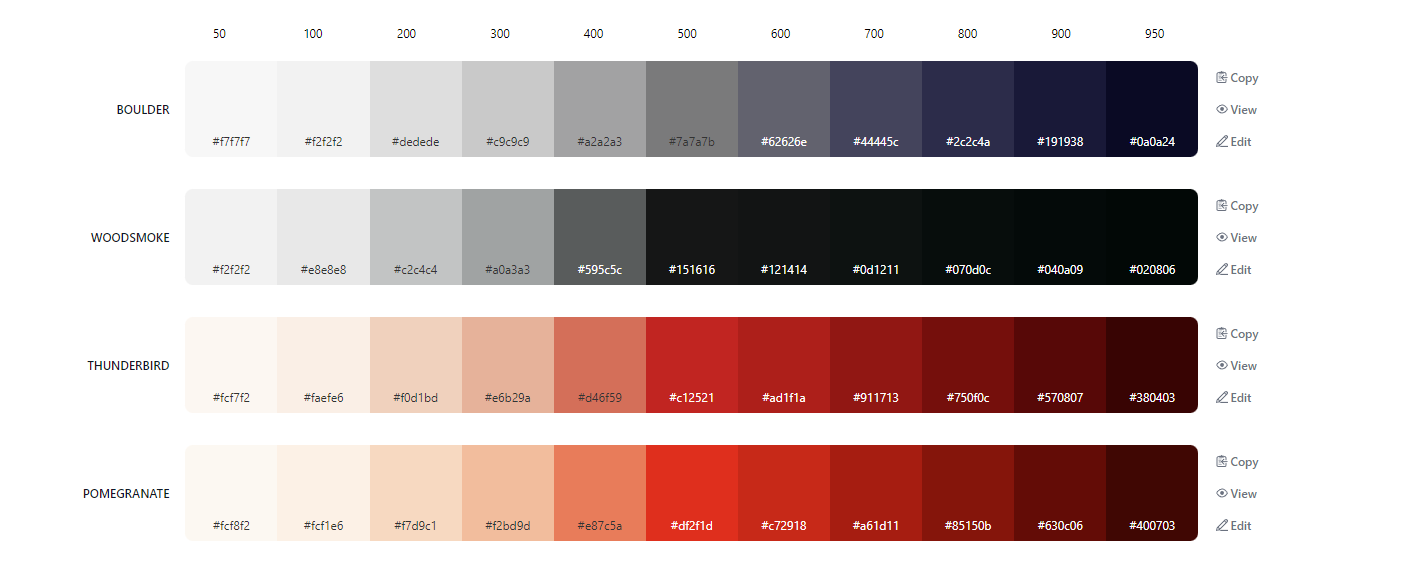 50 100 200 300 400 500 600 700 800 900 950
Copy
BOULDER
View
#f7f7f7 #f2f2f2 #dedede #c9c9c9 #a2a2a3 #7a7a7b #62626e #44445c #2c2c4a #191938 #0a0a24 Edit
Copy
WOODSMOKE
View
#f2f2f2 #e8e8e8 #c2c4c4 #a0a3a3 #595c5c #151616 #121414 #0d1211 #070d0c #040a09 #020806 Edit
Copy
THUNDERBIRD
View
#fcf7f2 #faefe6 #f0d1bd #e6b29a #d46f59 #c12521 #ad1f1a #911713 #750f0c #570807 #380403 Edit
Copy
POMEGRANATE
View
#fcf8f2 #fcf1e6 #f7d9c1 #f2bd9d #e87c5a #df2f1d #c72918 #a61d11 #85150b #630c06 #400703 Edit